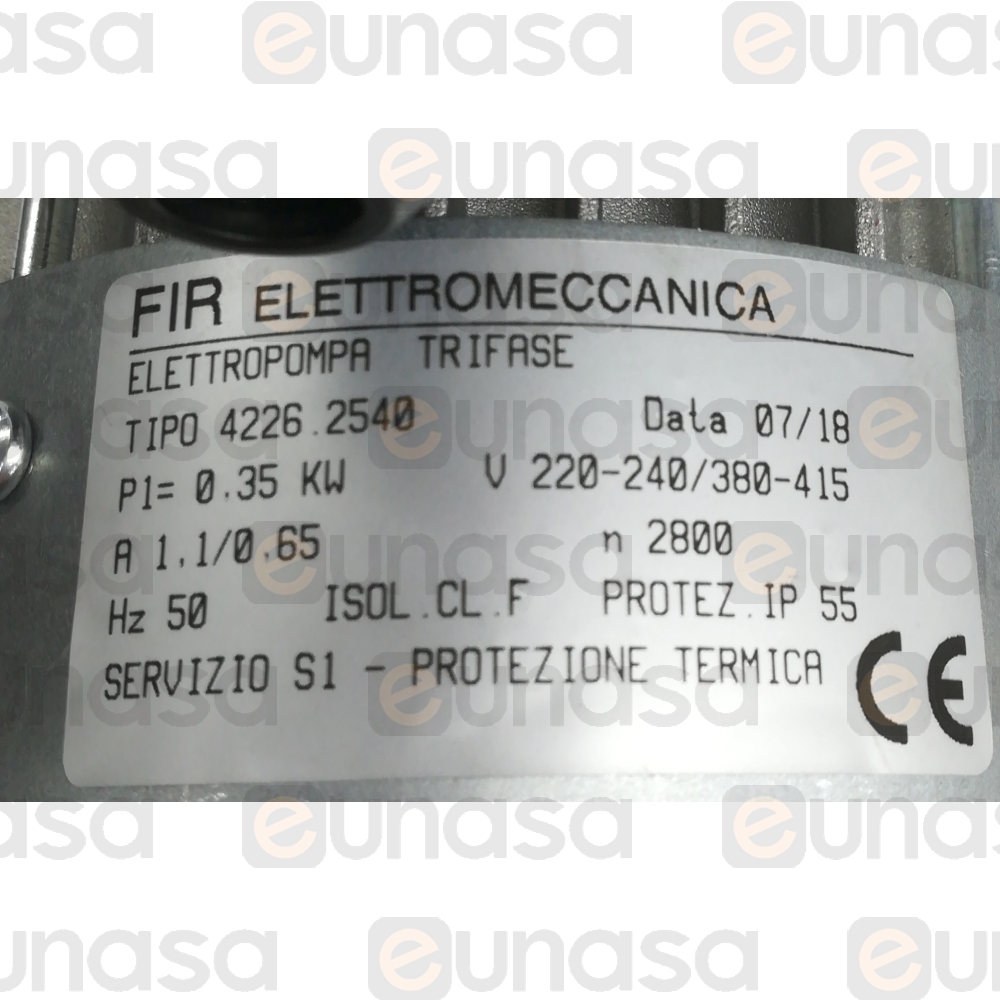 eunasa
FIR ELETTROMECCANICA
ELETTROPOMPA TRIFASE
TIPO 4226.2540 Data 07/18
P1= 0.35 KW V 220-240/380-415
A 1,1/0,65 n 2800
Hz 50 ISOL.CL.F PROTEZ.IP 55
SERVIZIO S1 - PROTEZIONE TERMICA CE